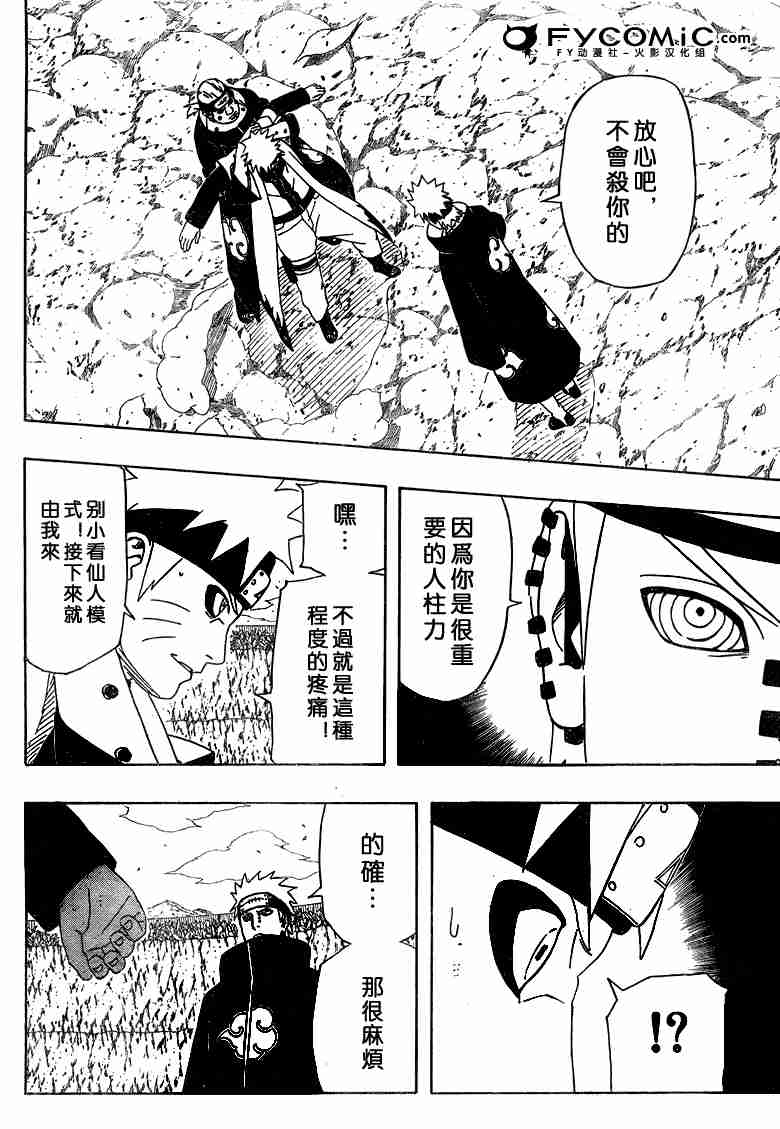 FYCOMiC.com
FY动漫社-火影汉化组
放心吧，
不會殺你的
因爲你是很重
要的人柱力
嘿…
不過就是這種
程度的疼痛！
别小看仙人模
式！接下來就
由我來
!?
的確…
那很麻煩